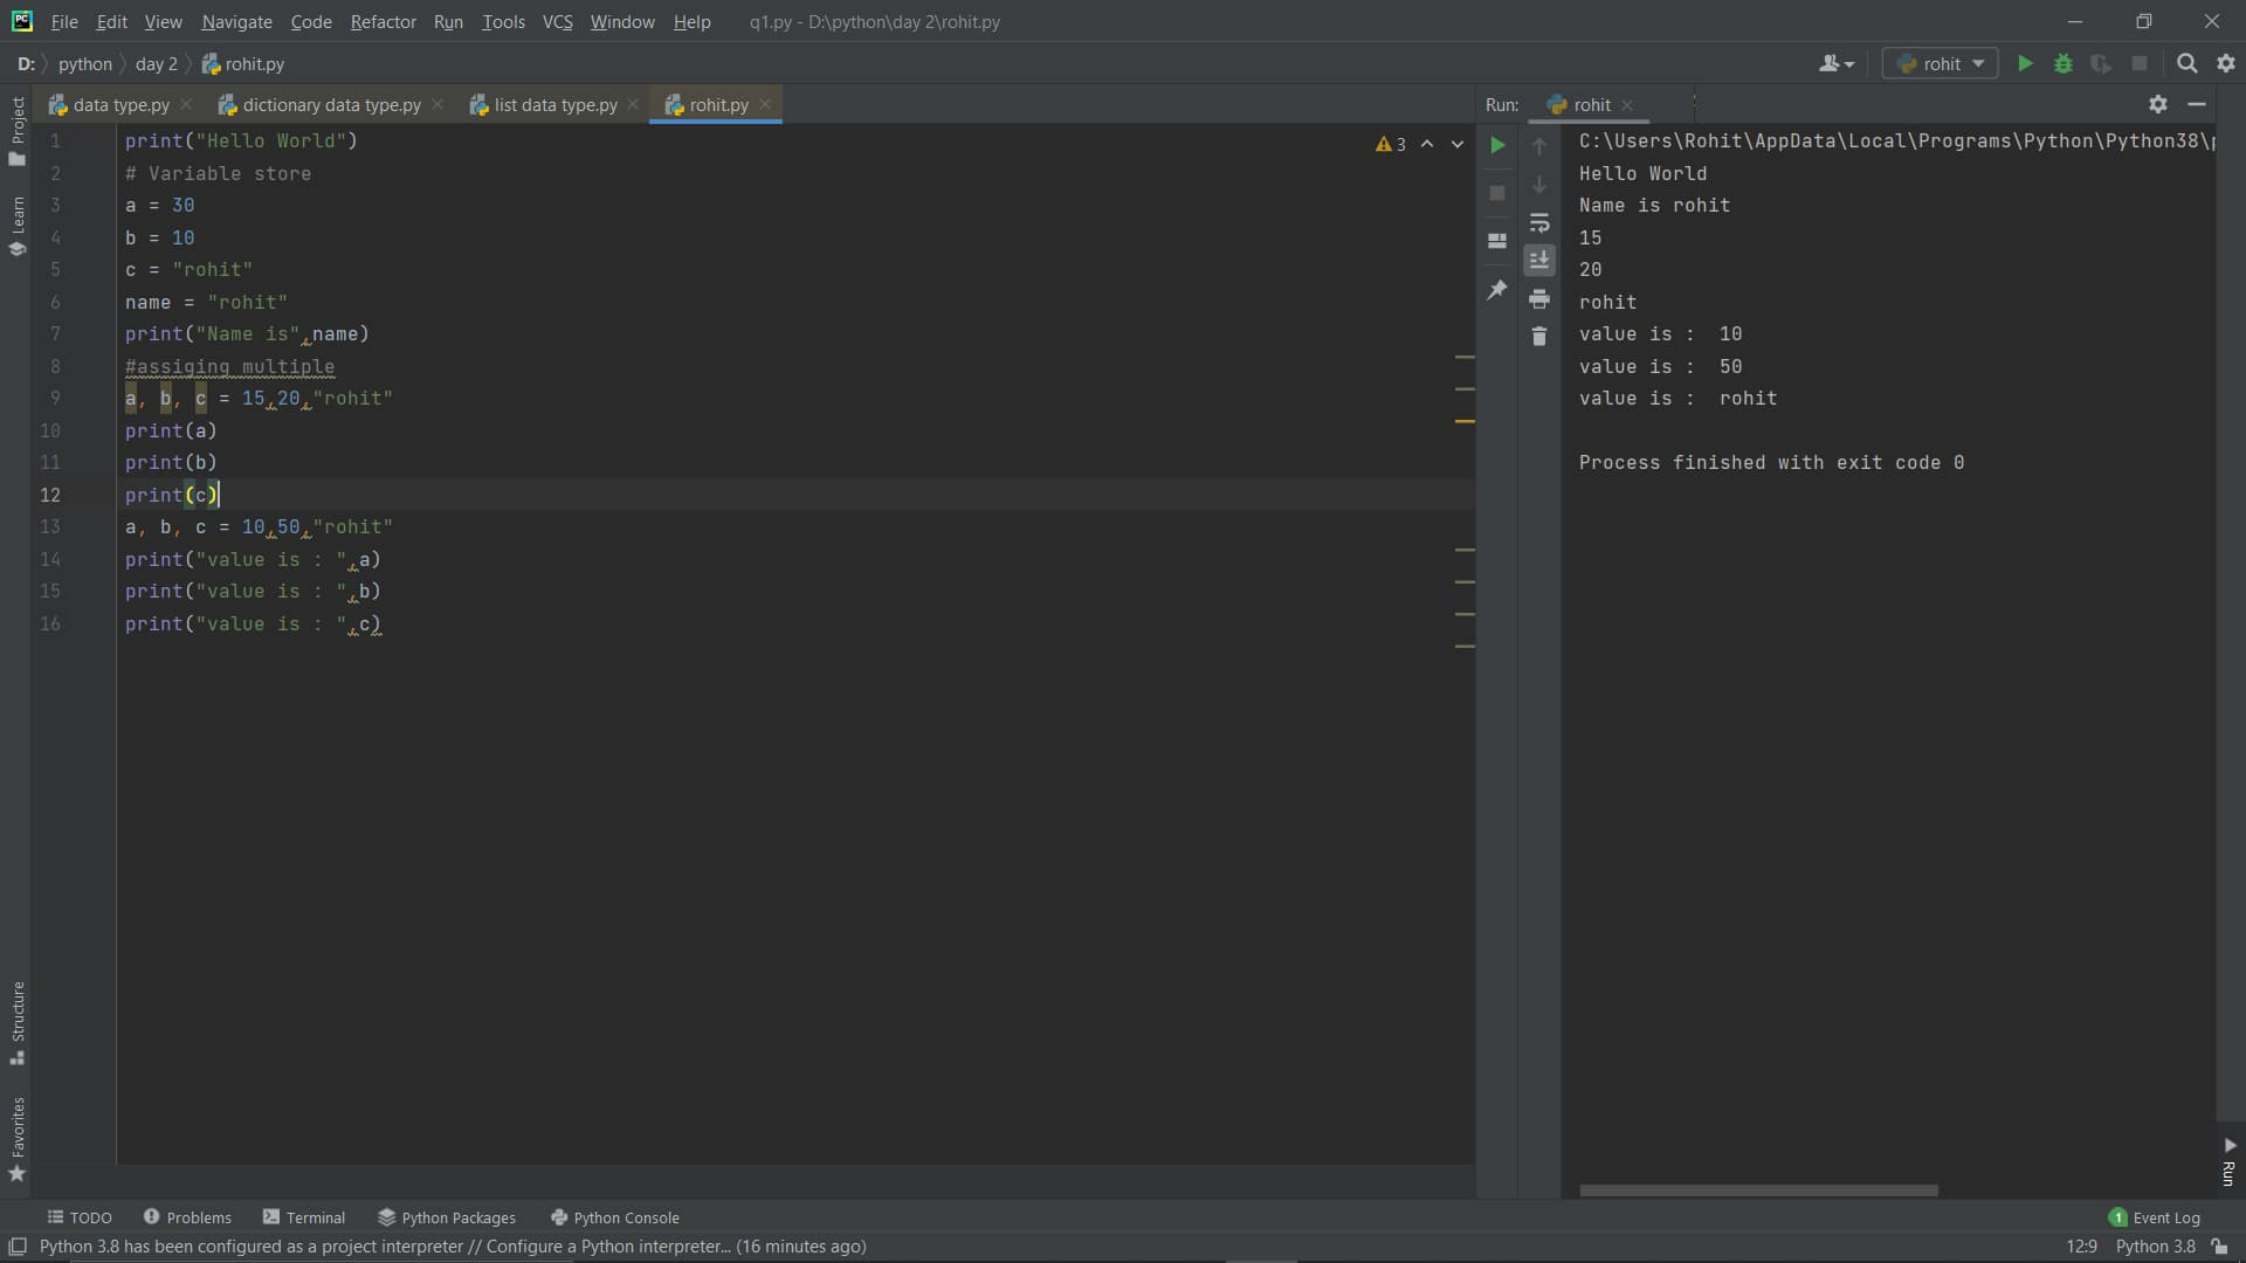 File Edit View Navigate Code Refactor Run Tools VCS Window Help q1.py - D:\python\day 2\rohit.py
D: python day 2 rohit.py rohit
Project
Learn
Structure
Favorites
data type.py dictionary data type.py list data type.py rohit.py
3
1 print("Hello World")
2 # Variable store
3 a = 30
4 b = 10
5 c = "rohit"
6 name = "rohit"
7 print("Name is",name)
8 #assiging multiple
9 a, b, c = 15,20,"rohit"
10 print(a)
11 print(b)
12 print(c)
13 a, b, c = 10,50,"rohit"
14 print("value is : ",a)
15 print("value is : ",b)
16 print("value is : ",c)
Run: rohit
C:\Users\Rohit\AppData\Local\Programs\Python\Python38\
Hello World
Name is rohit
15
20
rohit
value is :  10
value is :  50
value is :  rohit
Process finished with exit code 0
Run
TODO Problems Terminal Python Packages Python Console 1 Event Log
Python 3.8 has been configured as a project interpreter // Configure a Python interpreter... (16 minutes ago) 12:9 Python 3.8